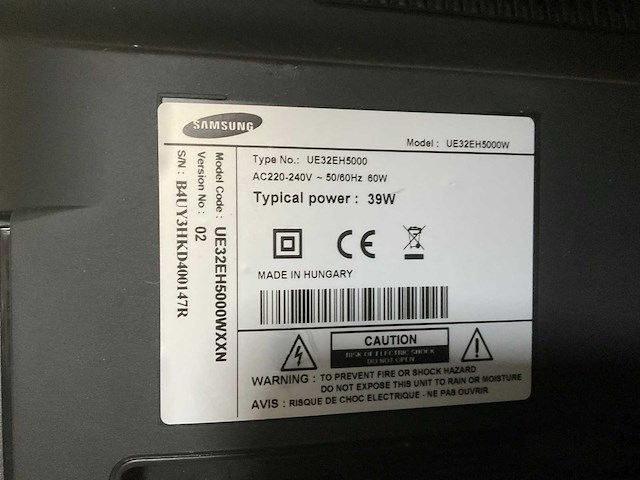 SAMSUNG
Model : UE32EH5000W
Type No.: UE32EH5000
AC220-240V ~ 50/60Hz 60W
Typical power : 39W
MADE IN HUNGARY
CAUTION
RISK OF ELECTRIC SHOCK
DO NOT OPEN
WARNING : TO PREVENT FIRE OR SHOCK HAZARD
DO NOT EXPOSE THIS UNIT TO RAIN OR MOISTURE
AVIS : RISQUE DE CHOC ELECTRIQUE - NE PAS OUVRIR
Model Code : UE32EH5000WXXN
Version No : 02
S/N : B4UY3HKD400147R